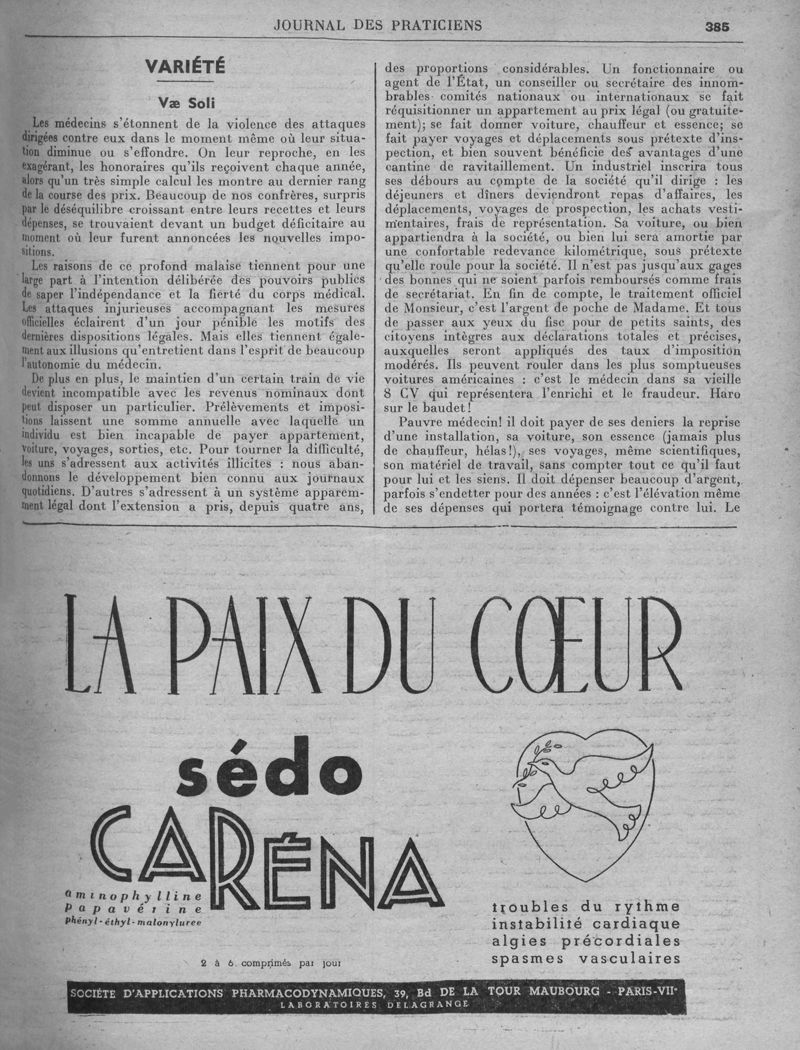 JOURNAL DES PRATICIENS
385
VARIÉTÉ
Væ Soli
Les médecins s'étonnent de la violence des attaques
dirigées contre eux dans le moment même où leur situa-
tion diminue ou s'effondre. On leur reproche, en les
exagérant, les honoraires qu'ils reçoivent chaque année,
alors qu'un très simple calcul les montre au dernier rang
de la course des prix. Beaucoup de nos confrères, surpris
par le déséquilibre croissant entre leurs recettes et leurs
dépenses, se trouvaient devant un budget déficitaire au
moment où leur furent annoncées les nouvelles impo-
sitions.
Les raisons de ce profond malaise tiennent pour une
large part à l'intention délibérée des pouvoirs publics
de saper l'indépendance et la fierté du corps médical.
Les attaques injurieuses accompagnant les mesures
officielles éclairent d'un jour pénible les motifs des
dernières dispositions légales. Mais elles tiennent égale-
ment aux illusions qu'entretient dans l'esprit de beaucoup
l'autonomie du médecin.
De plus en plus, le maintien d'un certain train de vie
devient incompatible avec les revenus nominaux dont
peut disposer un particulier. Prélèvements et imposi-
tions laissent une somme annuelle avec laquelle un
individu est bien incapable de payer appartement,
voiture, voyages, sorties, etc. Pour tourner la difficulté,
les uns s'adressent aux activités illicites : nous aban-
donnons le développement bien connu aux journaux
quotidiens. D'autres s'adressent à un système apparem-
ment légal dont l'extension a pris, depuis quatre ans,
des proportions considérables. Un fonctionnaire ou
agent de l'État, un conseiller ou secrétaire des innom-
brables comités nationaux ou internationaux se fait
réquisitionner un appartement au prix légal (ou gratuite-
ment); se fait donner voiture, chauffeur et essence; se
fait payer voyages et déplacements sous prétexte d'ins-
pection, et bien souvent bénéficie des avantages d'une
cantine de ravitaillement. Un industriel inscrira tous
ses débours au compte de la société qu'il dirige : les
déjeuners et dîners deviendront repas d'affaires, les
déplacements, voyages de prospection, les achats vesti-
mentaires, frais de représentation. Sa voiture, ou bien
appartiendra à la société, ou bien lui sera amortie par
une confortable redevance kilométrique, sous prétexte
qu'elle roule pour la société. Il n'est pas jusqu'aux gages
des bonnes qui ne soient parfois remboursés comme frais
de secrétariat. En fin de compte, le traitement officiel
de Monsieur, c'est l'argent de poche de Madame. Et tous
de passer aux yeux du fisc pour de petits saints, des
citoyens intègres aux déclarations totales et précises,
auxquelles seront appliqués des taux d'imposition
modérés. Ils peuvent rouler dans les plus somptueuses
voitures américaines : c'est le médecin dans sa vieille
8 CV qui représentera l'enrichi et le fraudeur. Haro
sur le baudet!
Pauvre médecin! il doit payer de ses deniers la reprise
d'une installation, sa voiture, son essence (jamais plus
de chauffeur, hélas!), ses voyages, même scientifiques,
son matériel de travail, sans compter tout ce qu'il faut
pour lui et les siens. Il doit dépenser beaucoup d'argent,
parfois s'endetter pour des années : c'est l'élévation même
de ses dépenses qui portera témoignage contre lui. Le
LA PAIX DU CŒUR
sédo
CARÉNA
aminophylline
papavérine
phényl-éthyl-malonyluree
2 à 6 comprimés par jour
troubles du rythme
instabilité cardiaque
algies précordiales
spasmes vasculaires
SOCIÉTÉ D'APPLICATIONS PHARMACODYNAMIQUES, 39, Bd DE LA TOUR MAUBOURG - PARIS-VIIe
LABORATOIRES DELAGRANGE